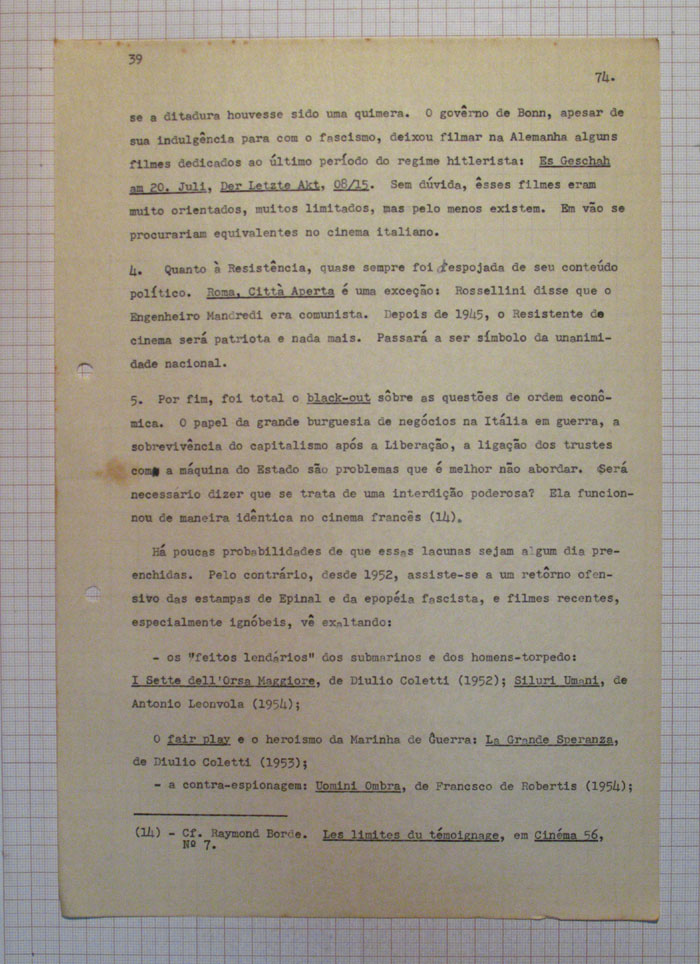 39
74.
se a ditadura houvesse sido uma quimera. O govêrno de Bonn, apesar de
sua indulgência para com o fascismo, deixou filmar na Alemanha alguns
filmes dedicados ao último período do regime hitlerista: Es Geschah
am 20. Juli, Der Letzte Akt, 08/15. Sem dúvida, êsses filmes eram
muito orientados, muitos limitados, mas pelo menos existem. Em vão se
procurariam equivalentes no cinema italiano.
4. Quanto à Resistência, quase sempre foi despojada de seu conteúdo
político. Roma, Città Aperta é uma exceção: Rossellini disse que o
Engenheiro Mandredi era comunista. Depois de 1945, o Resistente de
cinema será patriota e nada mais. Passará a ser símbolo da unanimi-
dade nacional.
5. Por fim, foi total o black-out sôbre as questões de ordem econô-
mica. O papel da grande burguesia de negócios na Itália em guerra, a
sobrevivência do capitalismo após a Liberação, a ligação dos trustes
com a máquina do Estado são problemas que é melhor não abordar. Será
necessario dizer que se trata de uma interdição poderosa? Ela funcion-
nou de maneira idêntica no cinema francês (14).
Há poucas probabilidades de que essas lacunas sejam algum dia pre-
enchidas. Pelo contrário, desde 1952, assiste-se a um retôrno ofen-
sivo das estampas de Epinal e da epopéia fascista, e filmes recentes,
especialmente ignóbeis, vê exaltando:
- os "feitos lendários" dos submarinos e dos homens-torpedo:
I Sette dell'Orsa Maggiore, de Diulio Coletti (1952); Siluri Umani, de
Antonio Leonvola (1954);
O fair play e o heroismo da Marinha de Guerra: La Grande Speranza,
de Diulio Coletti (1953);
- a contra-espionagem: Uomini Ombra, de Francsco de Robertis (1954);
(14) - Cf. Raymond Borde. Les limites du témoignage, em Cinéma 56,
Nº 7.